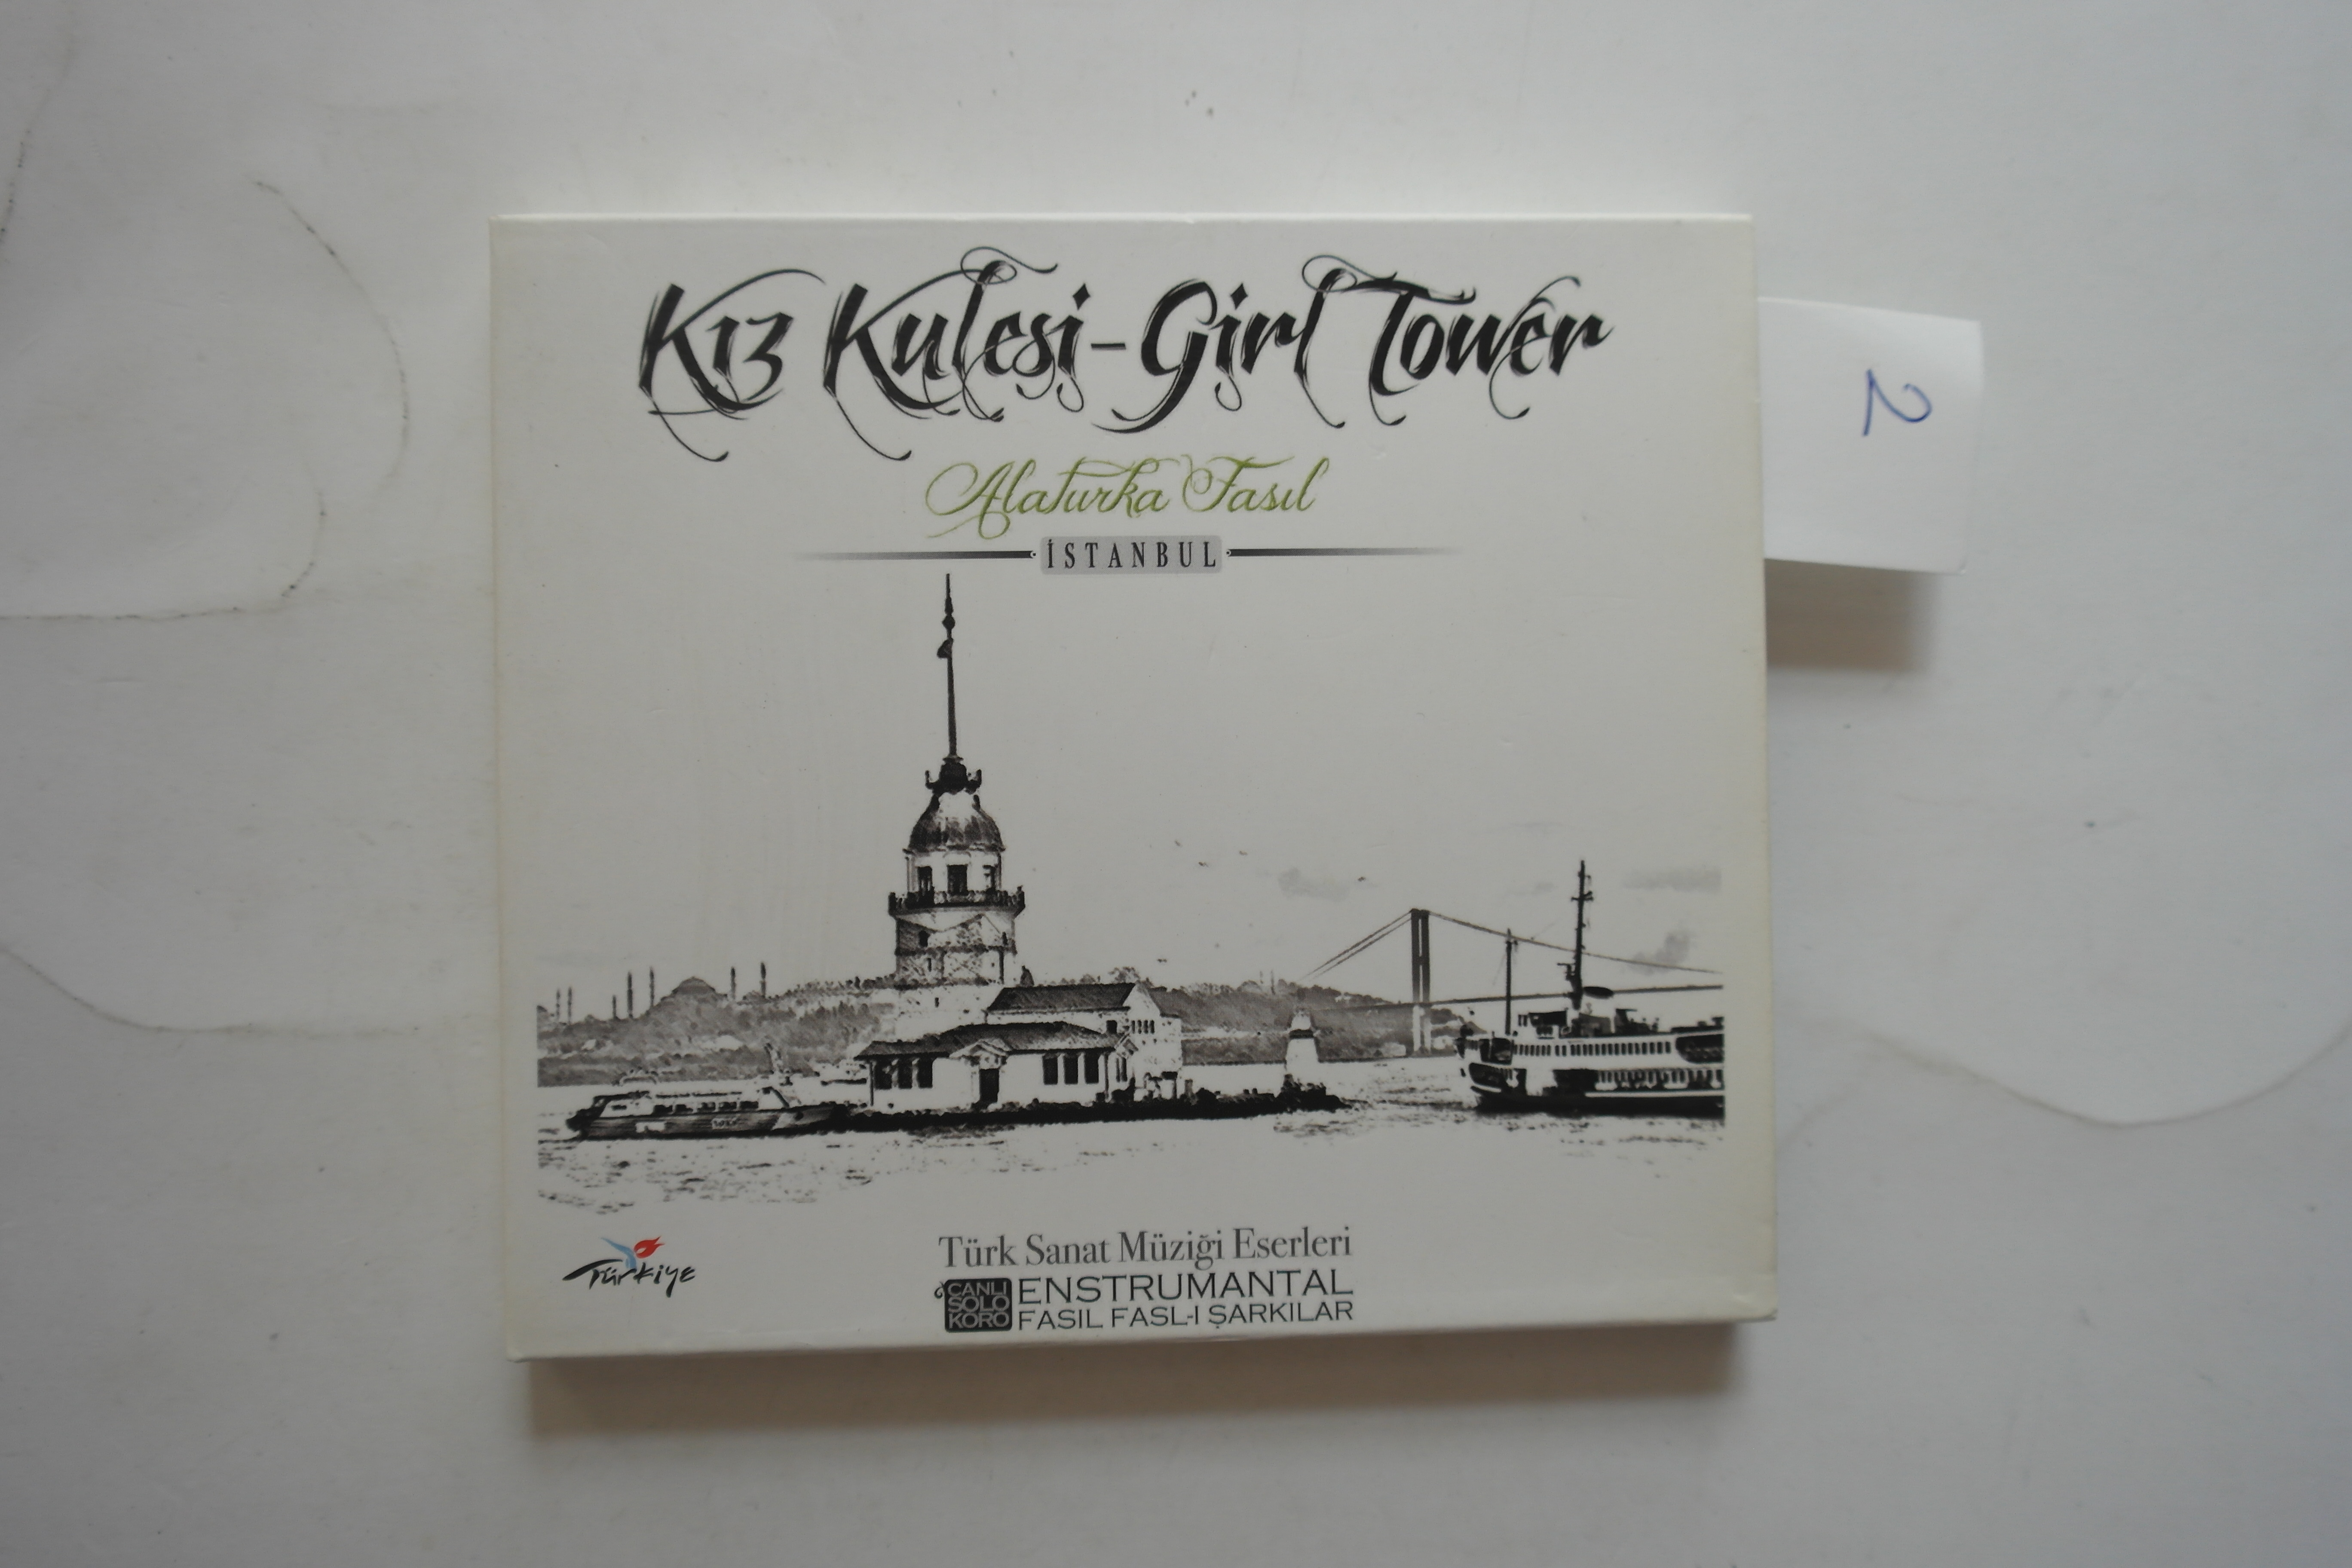 Kız Kulesi-Girl Tower
Alaturka Fasıl
İSTANBUL
Türkiye
Türk Sanat Müziği Eserleri
CANLI
SOLO
KORO
ENSTRUMANTAL
FASIL FASL-I ŞARKILAR
2